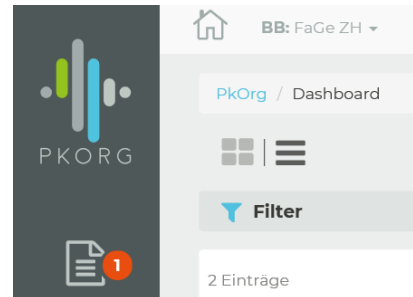 BB: FaGe ZH
PKORG
PkOrg / Dashboard
Filter
1
2 Einträge